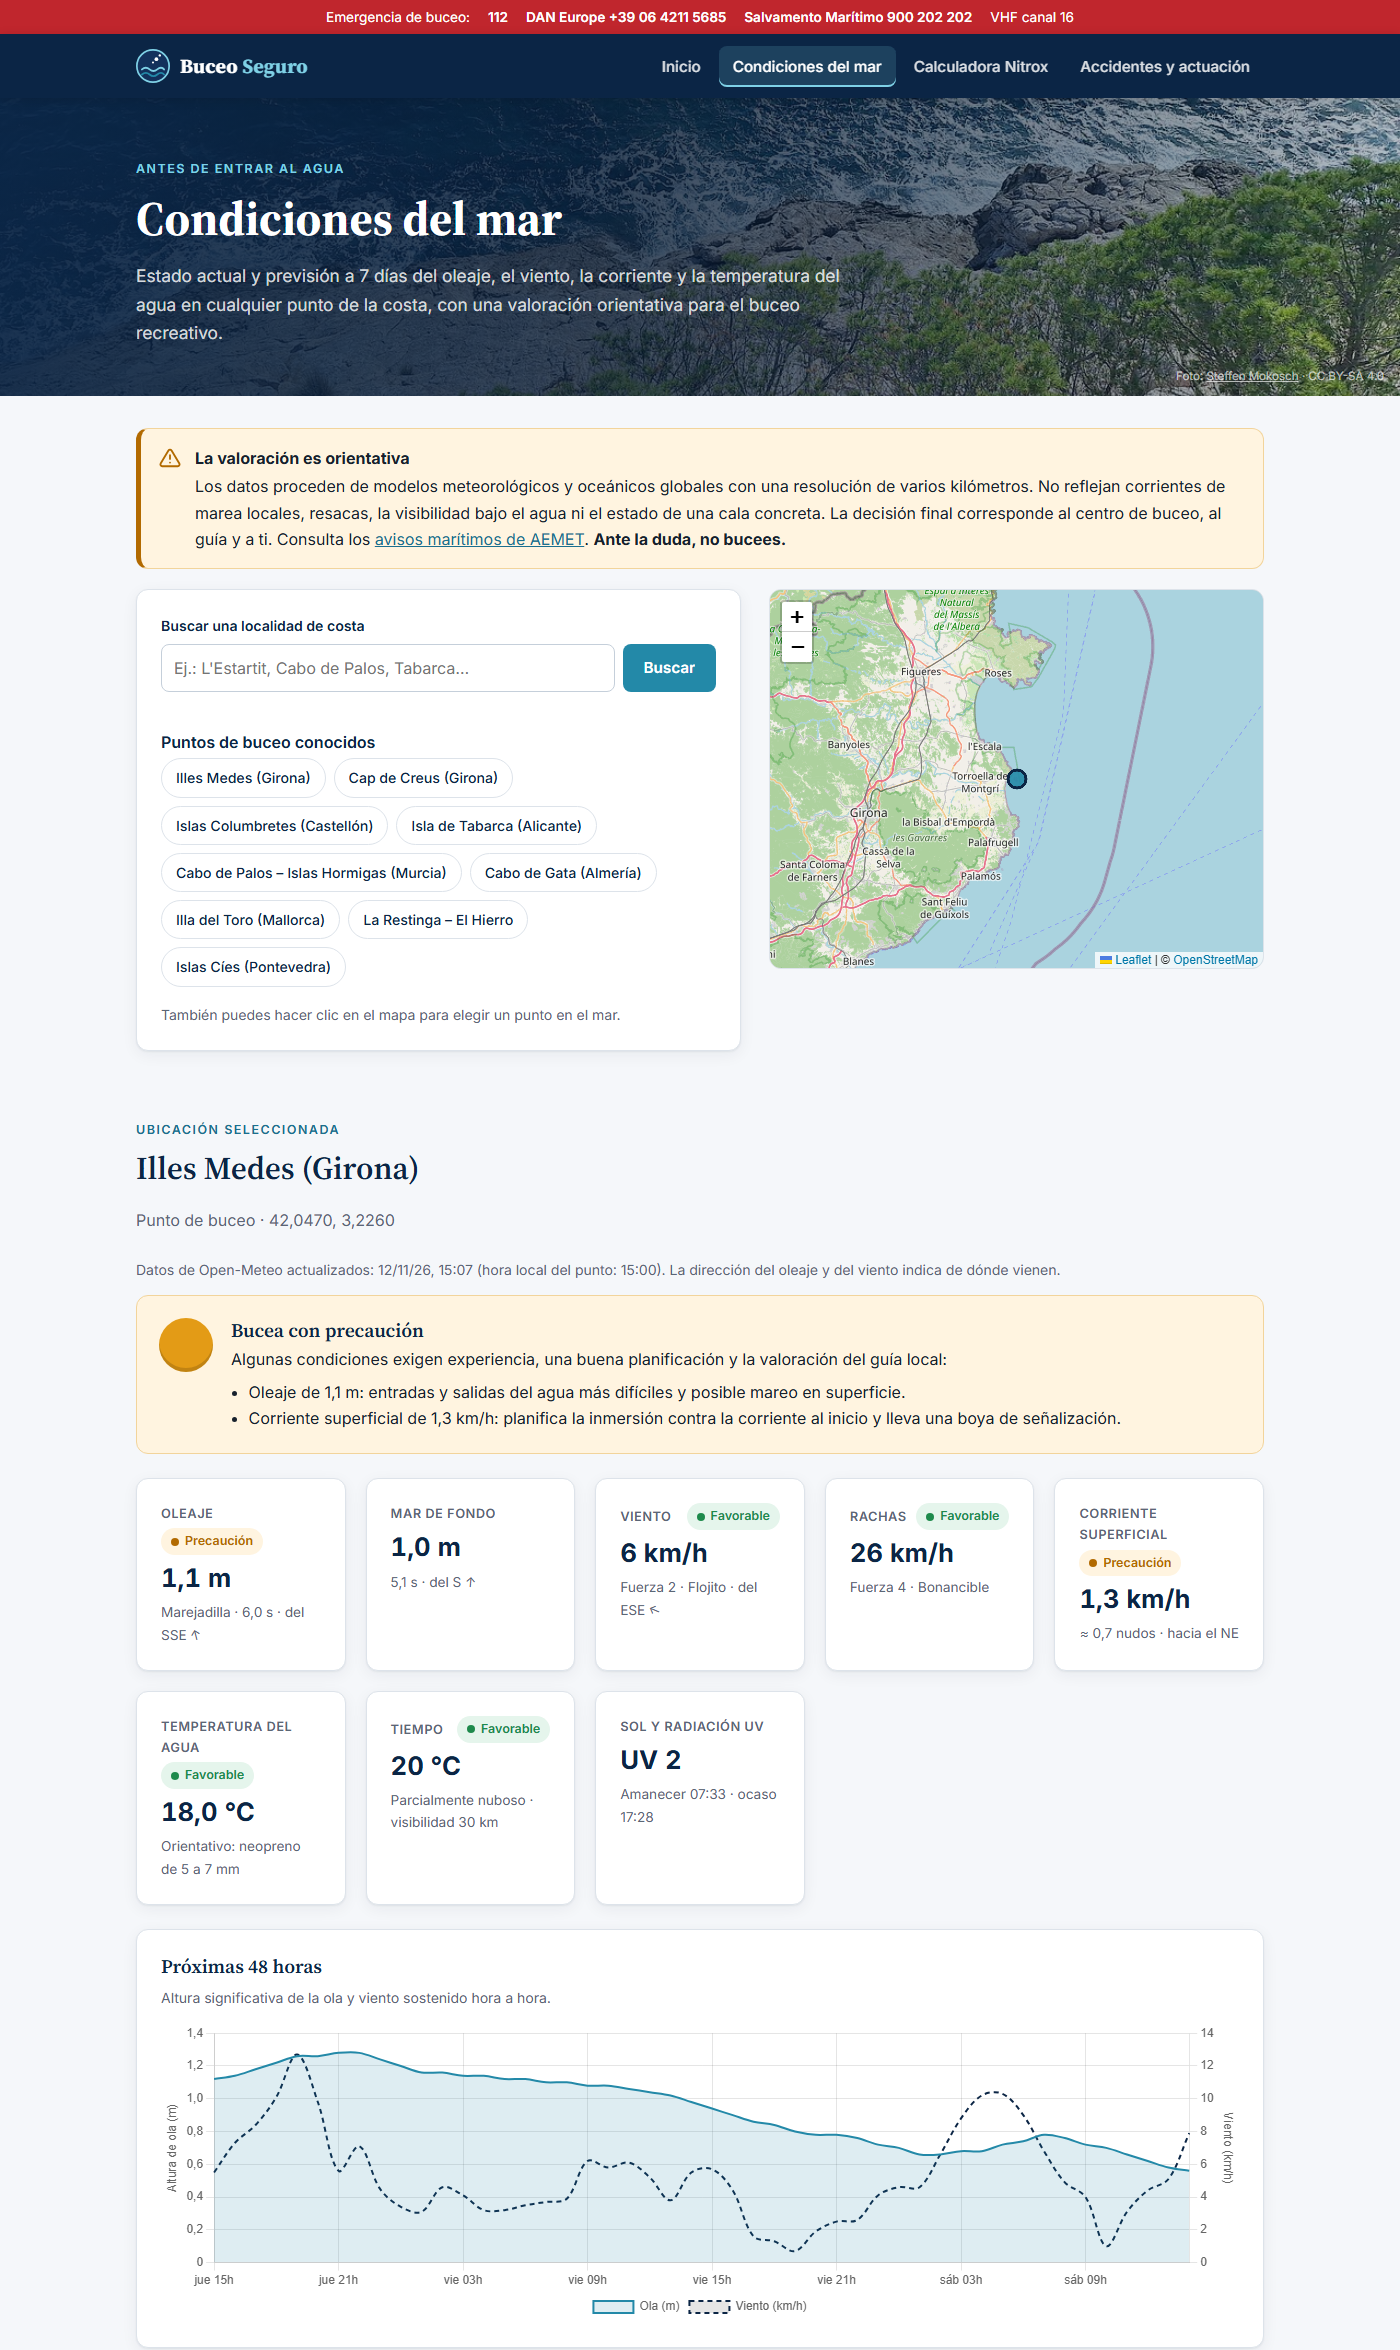 Emergencia de buceo: 112 DAN Europe +39 06 4211 5685 Salvamento Marítimo 900 202 202 VHF canal 16
Buceo Seguro
Inicio Condiciones del mar Calculadora Nitrox Accidentes y actuación
ANTES DE ENTRAR AL AGUA
Condiciones del mar
Estado actual y previsión a 7 días del oleaje, el viento, la corriente y la temperatura del
agua en cualquier punto de la costa, con una valoración orientativa para el buceo
recreativo.
Foto: Steffen Mokosch · CC BY-SA 4.0
La valoración es orientativa
Los datos proceden de modelos meteorológicos y oceánicos globales con una resolución de varios kilómetros. No reflejan corrientes de
marea locales, resacas, la visibilidad bajo el agua ni el estado de una cala concreta. La decisión final corresponde al centro de buceo, al
guía y a ti. Consulta los avisos marítimos de AEMET. Ante la duda, no bucees.
Buscar una localidad de costa
Ej.: L'Estartit, Cabo de Palos, Tabarca...
Buscar
Puntos de buceo conocidos
Illes Medes (Girona)
Cap de Creus (Girona)
Islas Columbretes (Castellón)
Isla de Tabarca (Alicante)
Cabo de Palos – Islas Hormigas (Murcia)
Cabo de Gata (Almería)
Illa del Toro (Mallorca)
La Restinga – El Hierro
Islas Cíes (Pontevedra)
También puedes hacer clic en el mapa para elegir un punto en el mar.
+
−
Espai d'Interès
Natural
del Massis
de l'Albera
Figueres
Roses
Banyoles
l'Escala
Torroella de
Montgrí
Girona
la Bisbal d'Empordà
les Gavarres
Palafrugell
Cassà de la
Selva
Santa Coloma
de Farners
Palamós
Sant Feliu
de Guíxols
Blanes
Leaflet | © OpenStreetMap
UBICACIÓN SELECCIONADA
Illes Medes (Girona)
Punto de buceo · 42,0470, 3,2260
Datos de Open-Meteo actualizados: 12/11/26, 15:07 (hora local del punto: 15:00). La dirección del oleaje y del viento indica de dónde vienen.
Bucea con precaución
Algunas condiciones exigen experiencia, una buena planificación y la valoración del guía local:
• Oleaje de 1,1 m: entradas y salidas del agua más difíciles y posible mareo en superficie.
• Corriente superficial de 1,3 km/h: planifica la inmersión contra la corriente al inicio y lleva una boya de señalización.
OLEAJE
Precaución
1,1 m
Marejadilla · 6,0 s · del
SSE ↑
MAR DE FONDO
1,0 m
5,1 s · del S ↑
VIENTO Favorable
6 km/h
Fuerza 2 · Flojito · del
ESE ↖
RACHAS Favorable
26 km/h
Fuerza 4 · Bonancible
CORRIENTE
SUPERFICIAL
Precaución
1,3 km/h
≈ 0,7 nudos · hacia el NE
TEMPERATURA DEL
AGUA
Favorable
18,0 °C
Orientativo: neopreno
de 5 a 7 mm
TIEMPO Favorable
20 °C
Parcialmente nuboso ·
visibilidad 30 km
SOL Y RADIACIÓN UV
UV 2
Amanecer 07:33 · ocaso
17:28
Próximas 48 horas
Altura significativa de la ola y viento sostenido hora a hora.
Altura de ola (m)
1,4
1,2
1,0
0,8
0,6
0,4
0,2
0
14
12
10
8
6
4
2
0
Viento (km/h)
jue 15h jue 21h vie 03h vie 09h vie 15h vie 21h sáb 03h sáb 09h
Ola (m) Viento (km/h)